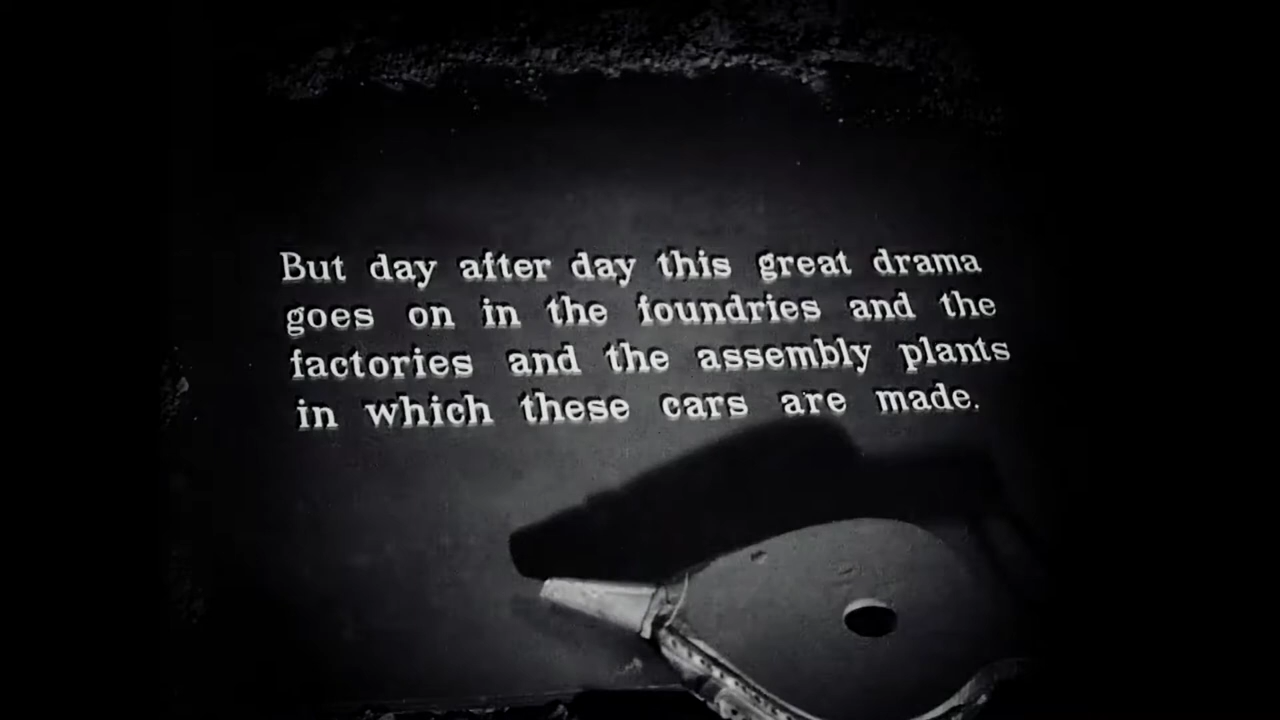 But day after day this great drama
goes on in the foundries and the
factories and the assembly plants
in which these cars are made.